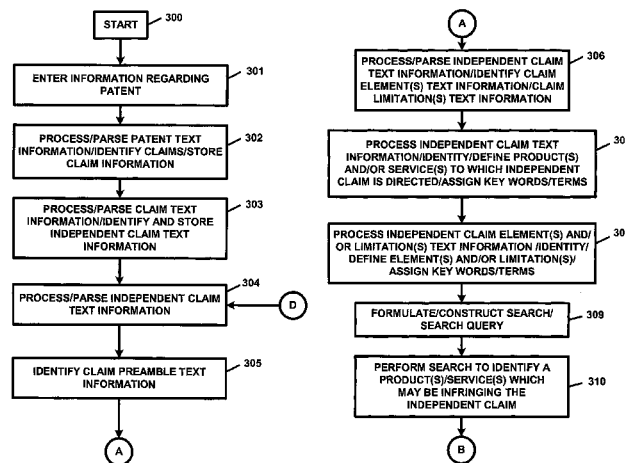 START
300
ENTER INFORMATION REGARDING
PATENT
301
PROCESS/PARSE PATENT TEXT
INFORMATION/IDENTIFY CLAIMS/STORE
CLAIM INFORMATION
302
PROCESS/PARSE CLAIM TEXT
INFORMATION/IDENTIFY AND STORE
INDEPENDENT CLAIM TEXT
INFORMATION
303
PROCESS/PARSE INDEPENDENT CLAIM
TEXT INFORMATION
304
D
IDENTIFY CLAIM PREAMBLE TEXT
INFORMATION
305
A
A
PROCESS/PARSE INDEPENDENT CLAIM
TEXT INFORMATION/IDENTIFY CLAIM
ELEMENT(S) TEXT INFORMATION/CLAIM
LIMITATION(S) TEXT INFORMATION
306
PROCESS INDEPENDENT CLAIM TEXT
INFORMATION/IDENTITY/DEFINE PRODUCT(S)
AND/OR SERVICE(S) TO WHICH INDEPENDENT
CLAIM IS DIRECTED/ASSIGN KEY WORDS/TERMS
30
PROCESS INDEPENDENT CLAIM ELEMENT(S) AND/
OR LIMITATION(S) TEXT INFORMATION /IDENTITY/
DEFINE ELEMENT(S) AND/OR LIMITATION(S)/
ASSIGN KEY WORDS/TERMS
30
FORMULATE/CONSTRUCT SEARCH/
SEARCH QUERY
309
PERFORM SEARCH TO IDENTIFY A
PRODUCT(S)/SERVICE(S) WHICH
MAY BE INFRINGING THE
INDEPENDENT CLAIM
310
B